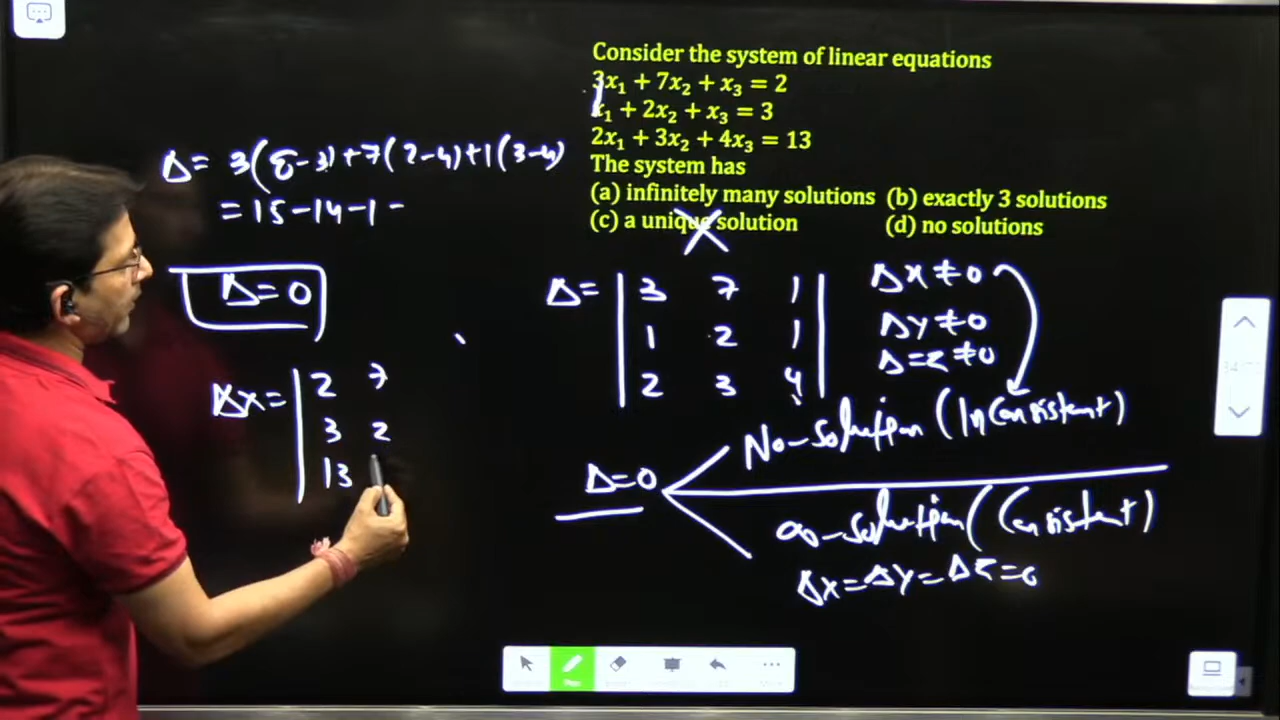 Consider the system of linear equations
3x₁ + 7x₂ + x₃ = 2
x₁ + 2x₂ + x₃ = 3
2x₁ + 3x₂ + 4x₃ = 13
The system has
(a) infinitely many solutions (b) exactly 3 solutions
(c) a unique solution (d) no solutions
Δ= 3(8-3)+7(2-4)+1(3-4)
= 15-14-1-
Δ=0
Δx= | 2 7
3 2
13
Δ= | 3 7 1 |
1 2 1
2 3 4
Δx≠0
Δy≠0
Δ=z≠0
Δ=0
No-solution (Inconsistent)
∞-solution (Consistent)
Δx=Δy=Δz=0